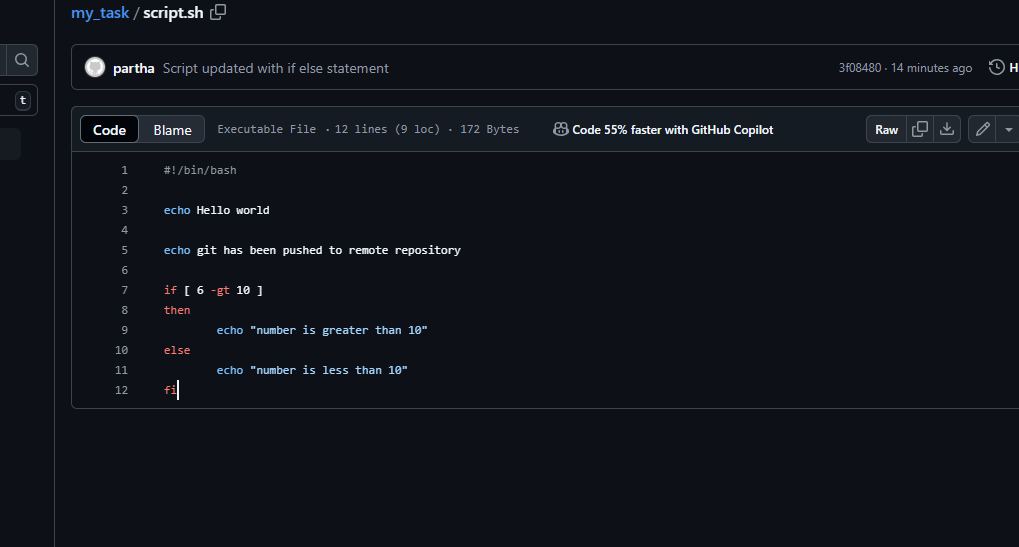 my_task / script.sh
partha Script updated with if else statement 3f08480 · 14 minutes ago
t
Code Blame Executable File · 12 lines (9 loc) · 172 Bytes Code 55% faster with GitHub Copilot Raw
1 #!/bin/bash
2
3 echo Hello world
4
5 echo git has been pushed to remote repository
6
7 if [ 6 -gt 10 ]
8 then
9 echo "number is greater than 10"
10 else
11 echo "number is less than 10"
12 fi